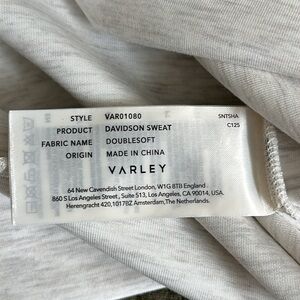 STYLE VAR01080 SNTSHA
PRODUCT DAVIDSON SWEAT C125
FABRIC NAME DOUBLESOFT
ORIGIN MADE IN CHINA
VARLEY
64 New Cavendish Street London, W1G 8TB England
860 S Los Angeles Street, Suite 513, Los Angeles, CA 90014, USA.
Herengracht 420,1017BZ Amsterdam,The Netherlands.